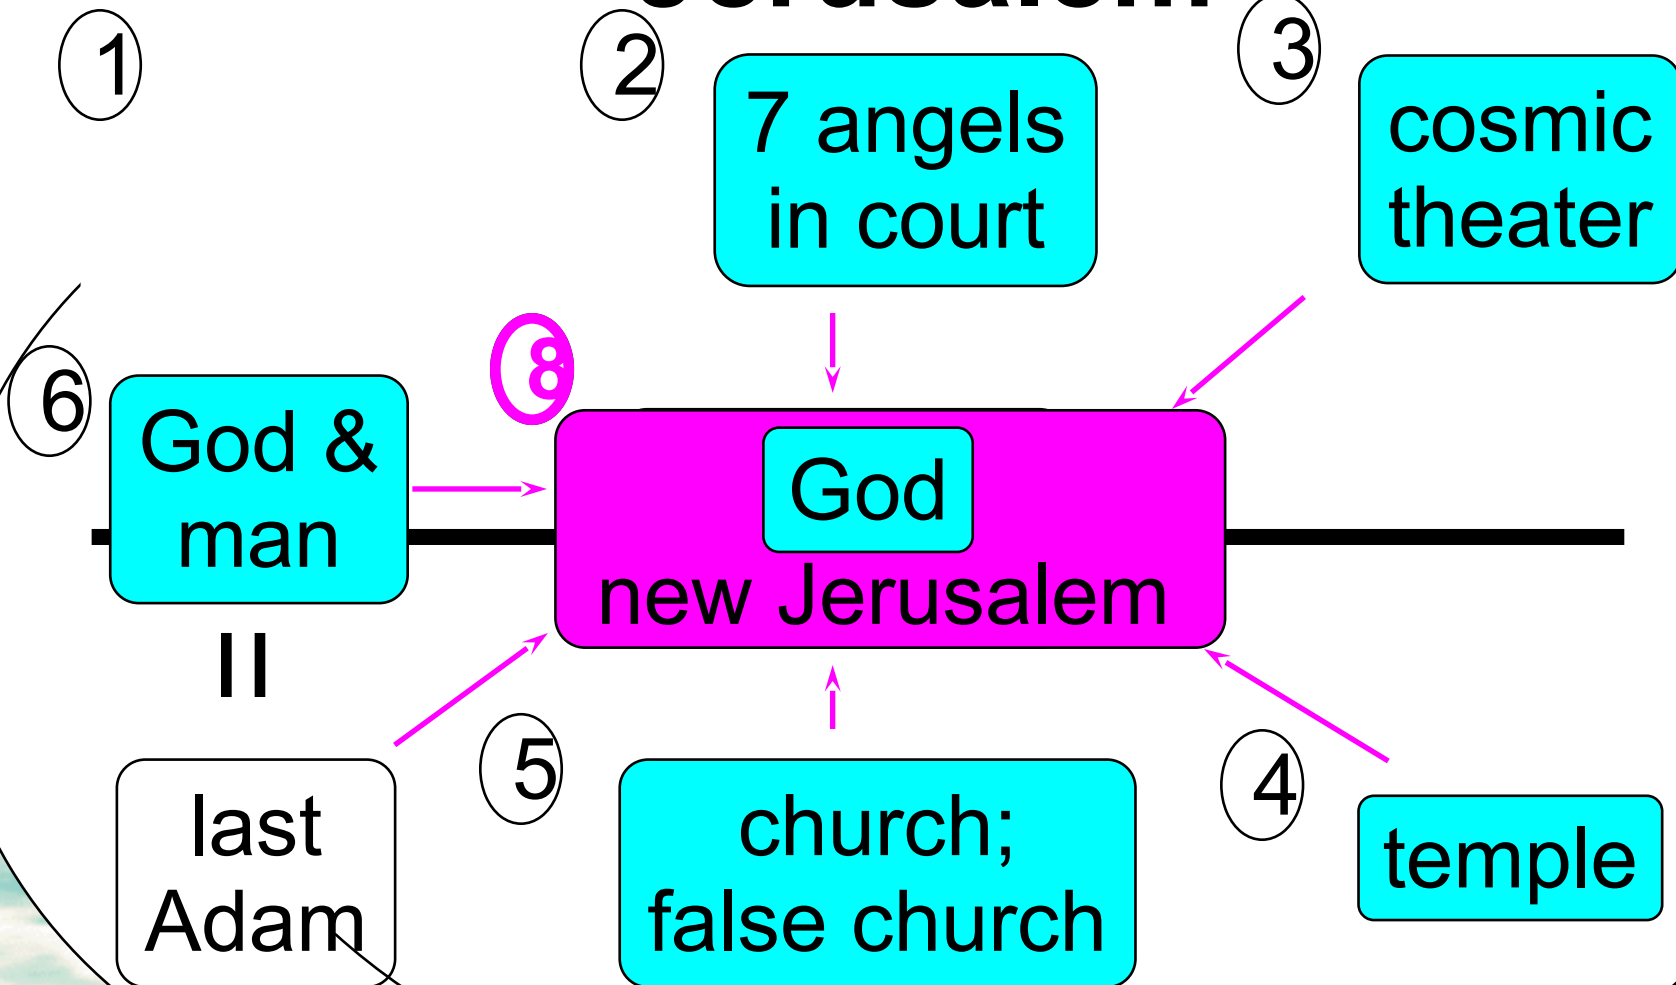 Jerusalem
1
2
3
7 angels
in court
cosmic
theater
6
8
God &
man
God
new Jerusalem
5
4
last
Adam
church;
false church
temple